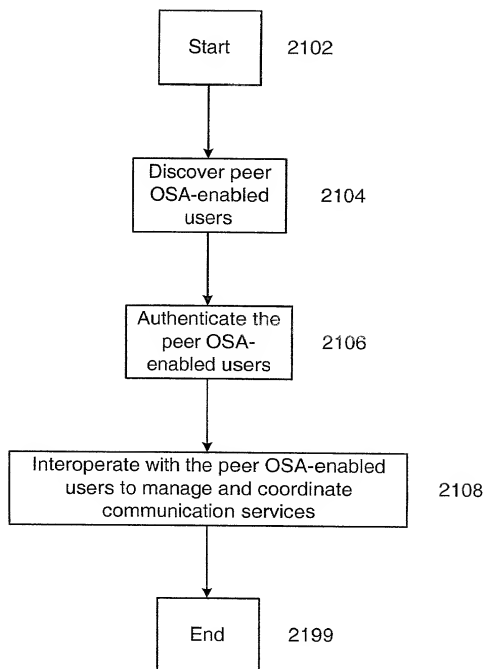 Start 2102
Discover peer
OSA-enabled
users
2104
Authenticate the
peer OSA-
enabled users
2106
Interoperate with the peer OSA-enabled
users to manage and coordinate
communication services
2108
End 2199